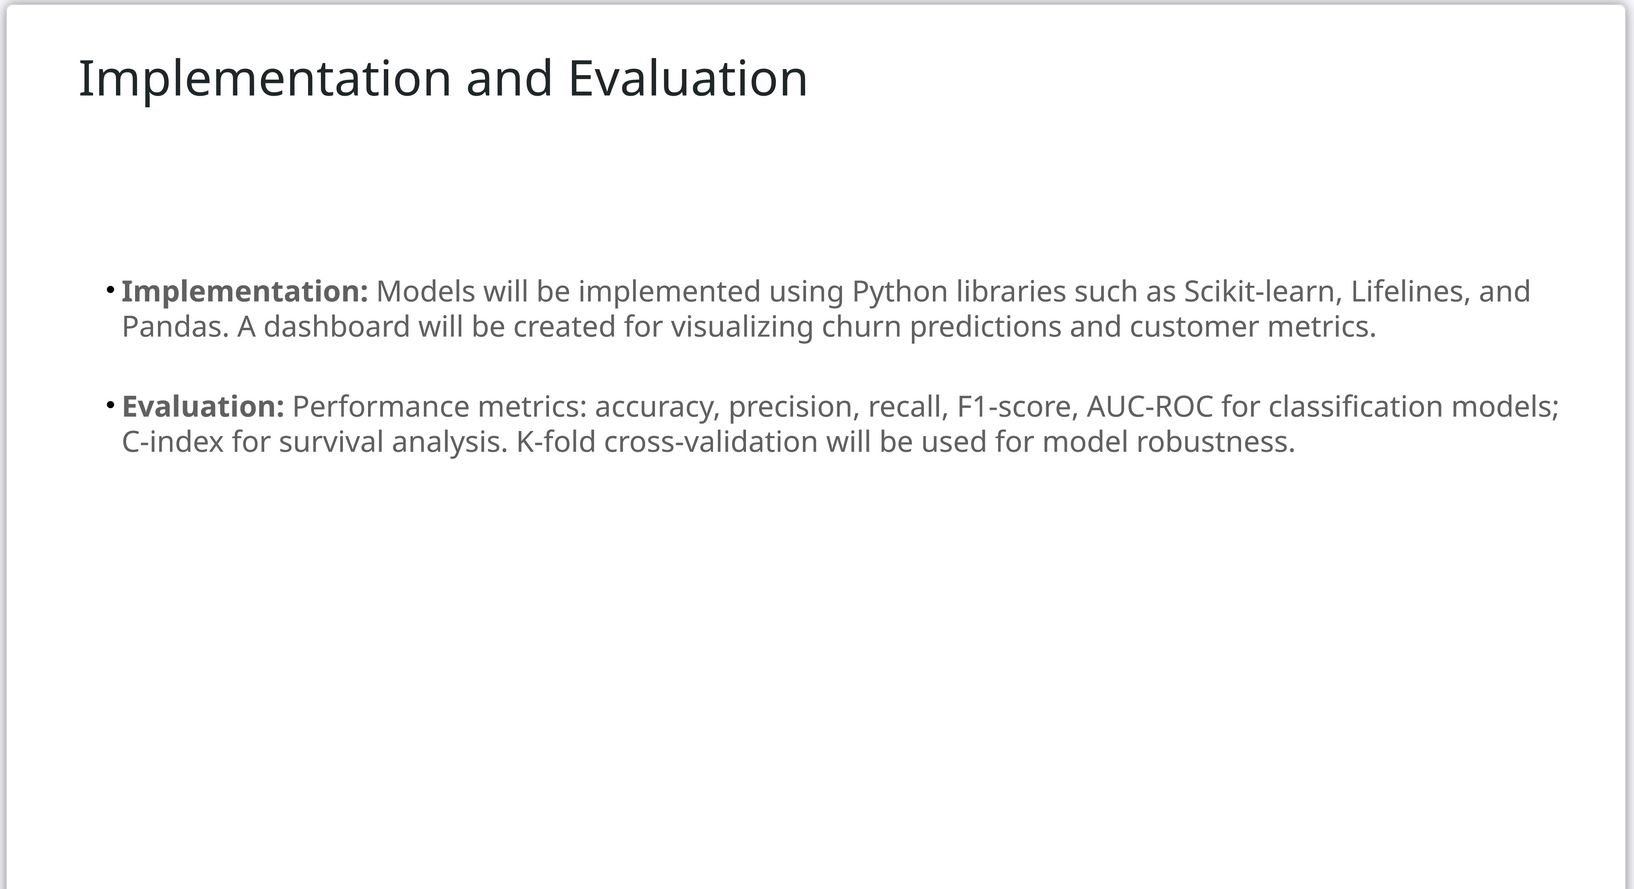 Implementation and Evaluation
• Implementation: Models will be implemented using Python libraries such as Scikit-learn, Lifelines, and
Pandas. A dashboard will be created for visualizing churn predictions and customer metrics.
• Evaluation: Performance metrics: accuracy, precision, recall, F1-score, AUC-ROC for classification models;
C-index for survival analysis. K-fold cross-validation will be used for model robustness.